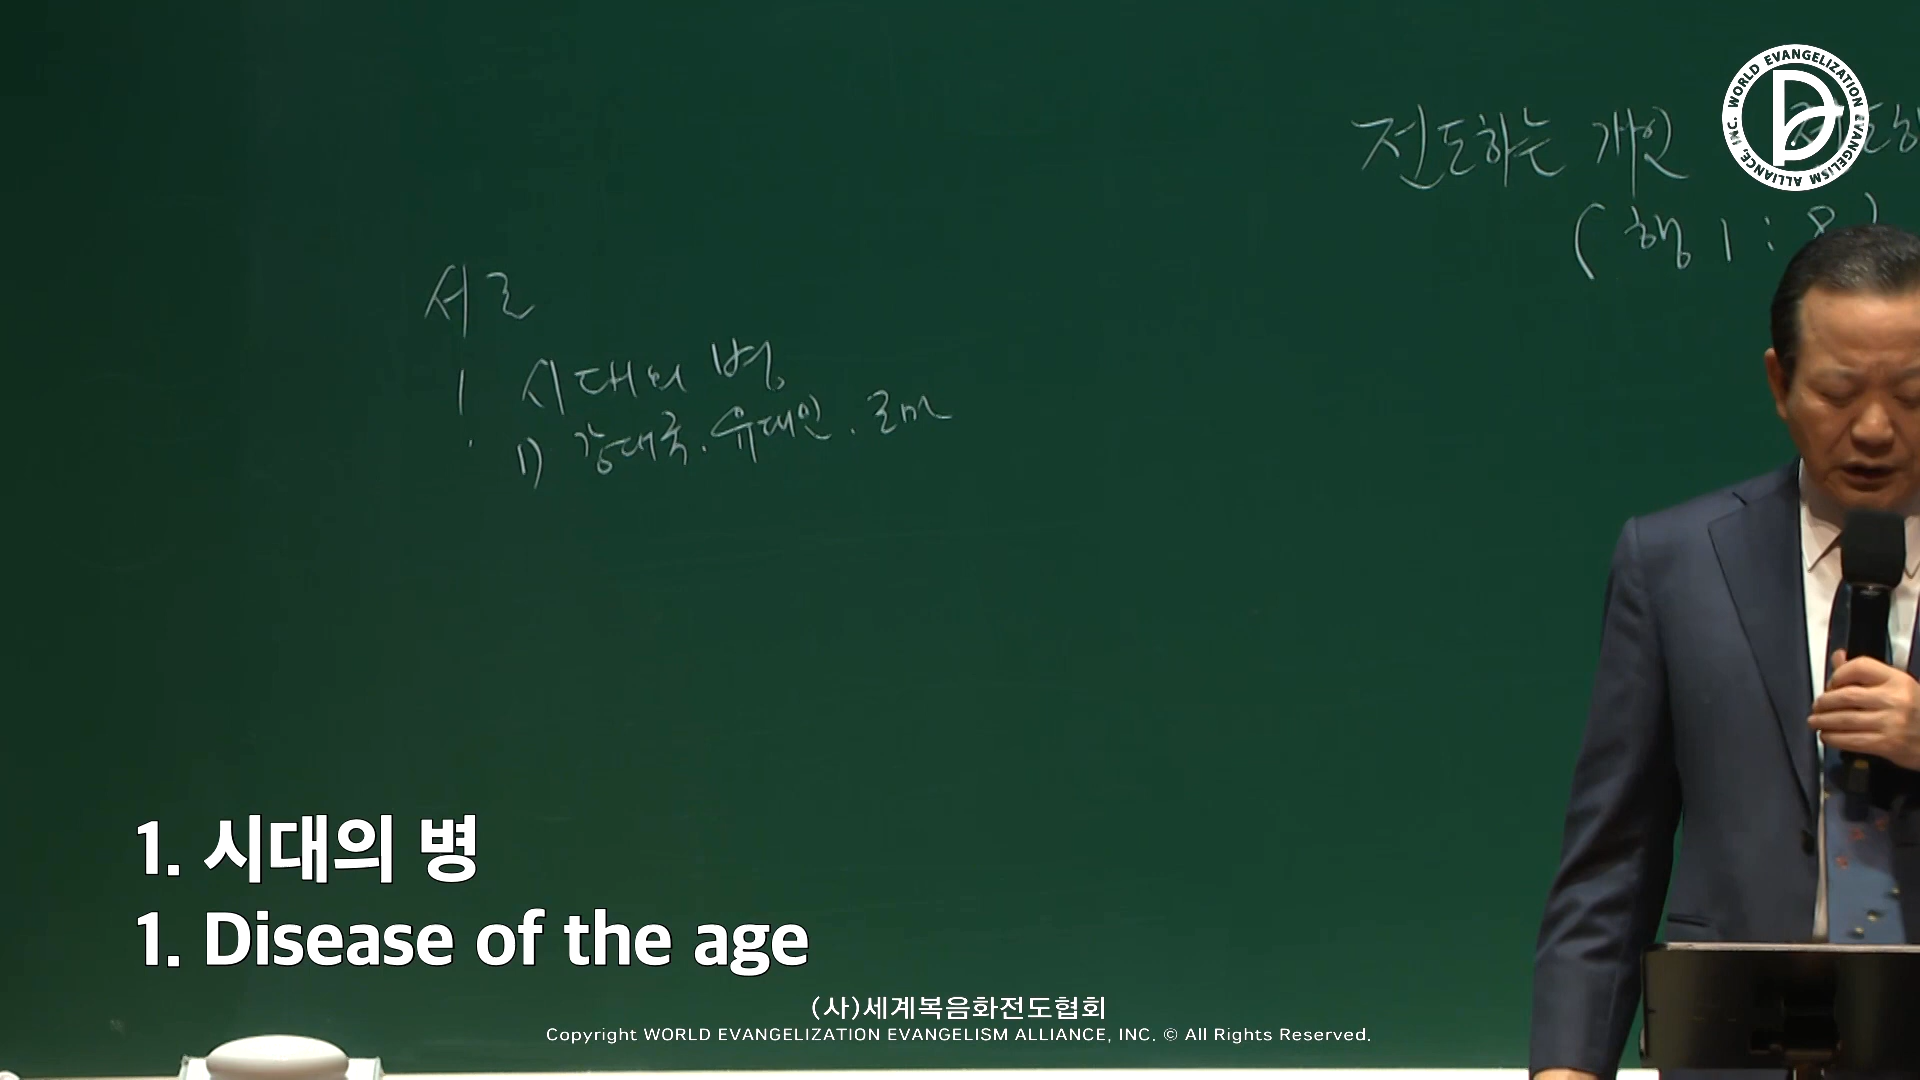 WORLD EVANGELIZATION EVANGELISM ALLIANCE, INC.
전도하는 개인
(행 1:8)
서론
1 시대의 병
1) 강대국. 유대인.
1. 시대의 병
1. Disease of the age
(사)세계복음화전도협회
Copyright WORLD EVANGELIZATION EVANGELISM ALLIANCE, INC. © All Rights Reserved.